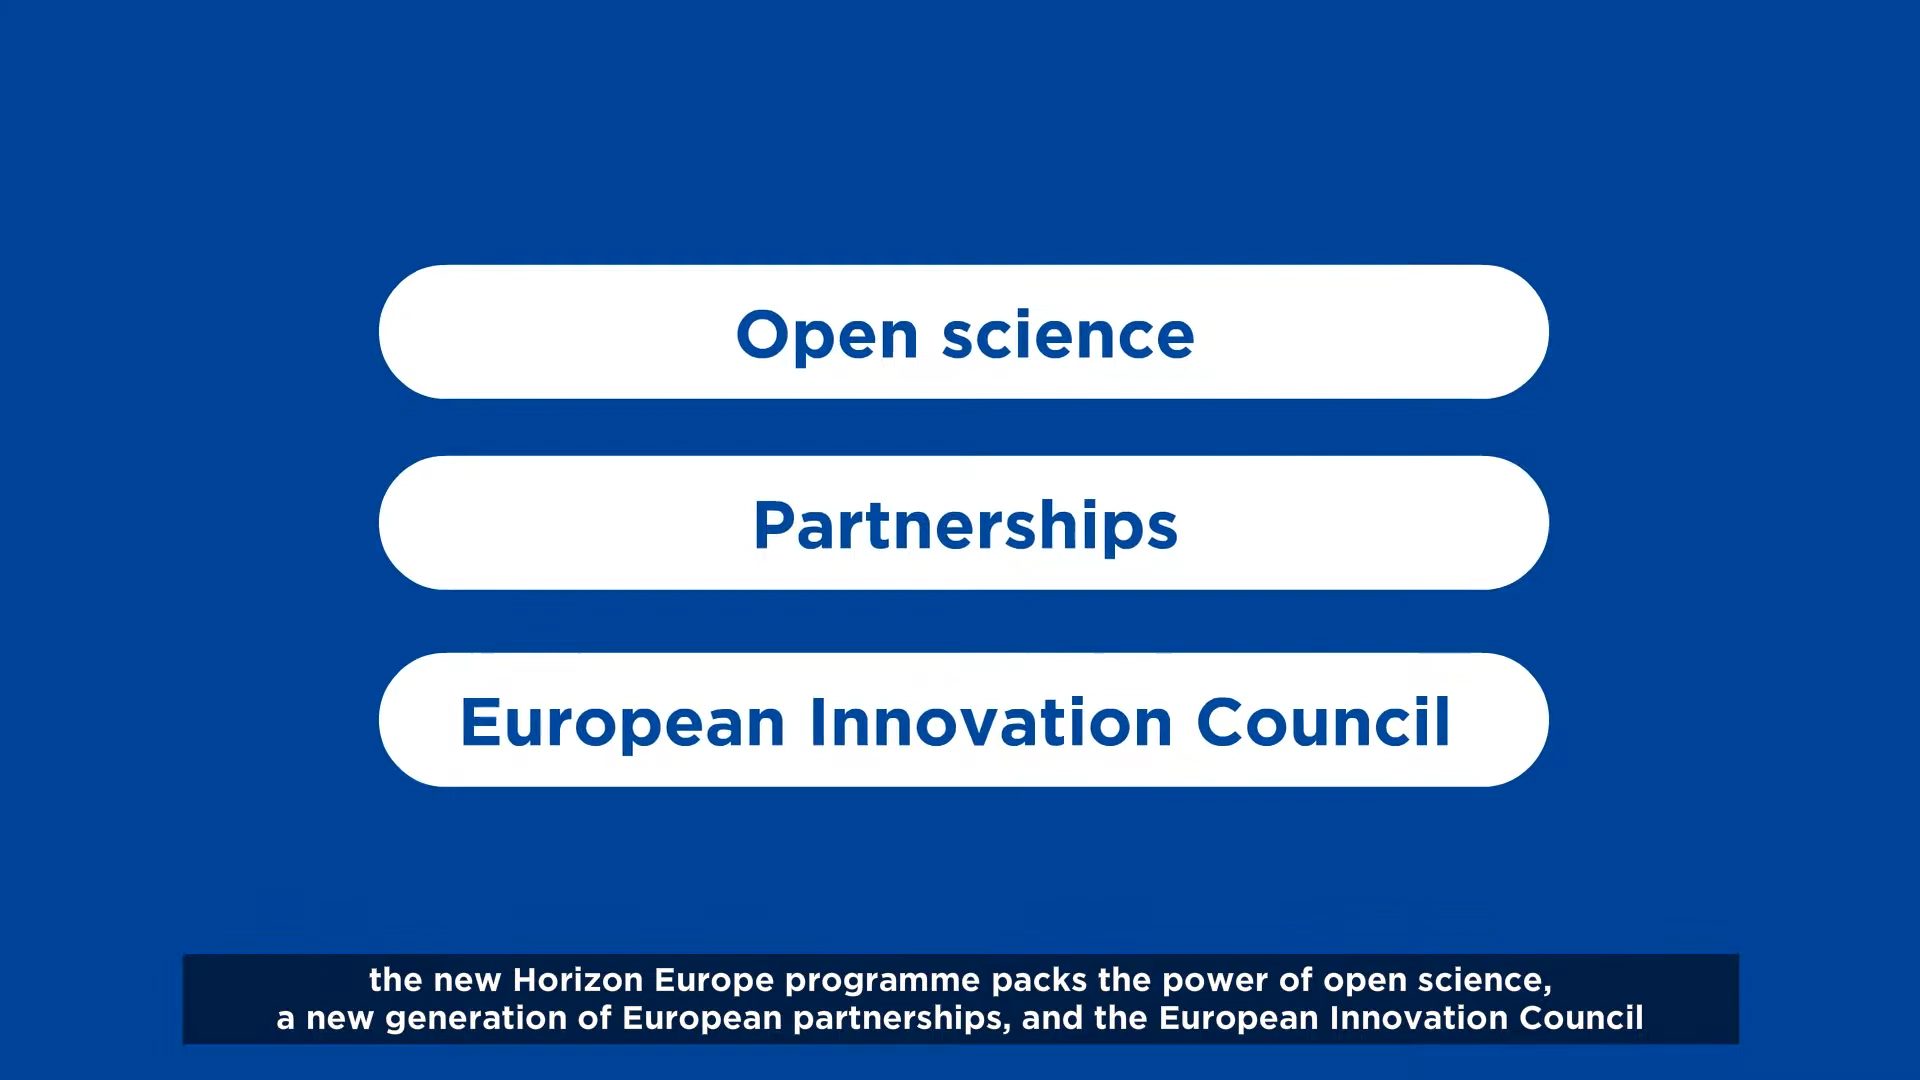 Open science
Partnerships
European Innovation Council
the new Horizon Europe programme packs the power of open science,
a new generation of European partnerships, and the European Innovation Council